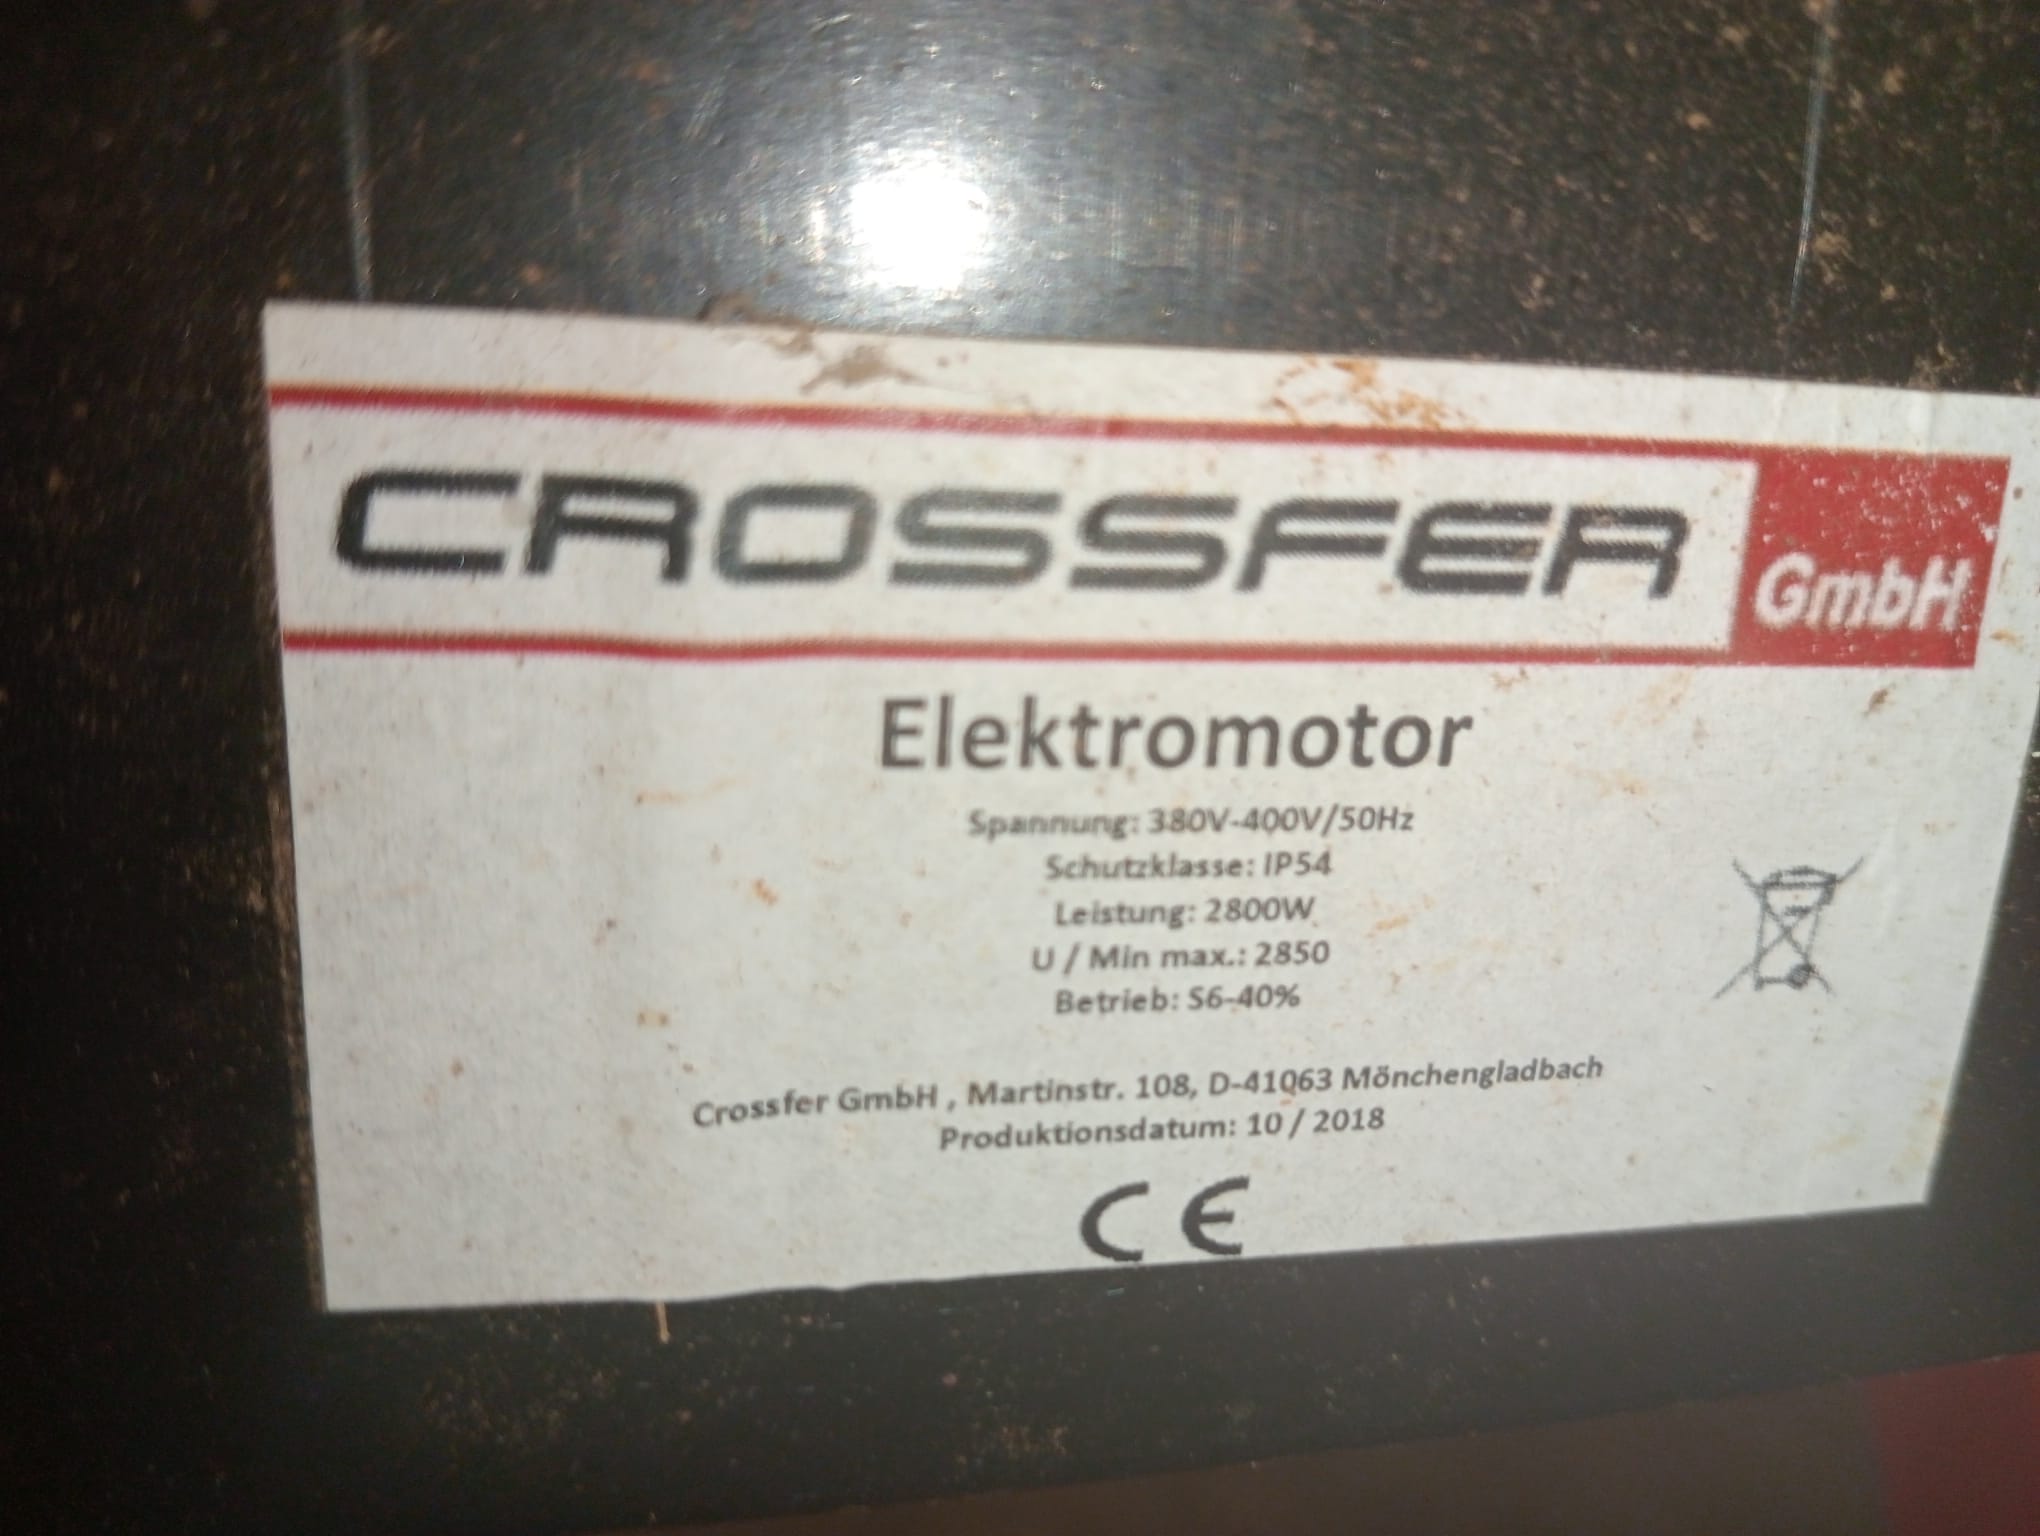 CROSSFER GmbH
Elektromotor
Spannung: 380V-400V/50Hz
Schutzklasse: IP54
Leistung: 2800W
U / Min max.: 2850
Betrieb: S6-40%
Crossfer GmbH , Martinstr. 108, D-41063 Mönchengladbach
Produktionsdatum: 10 / 2018
CE